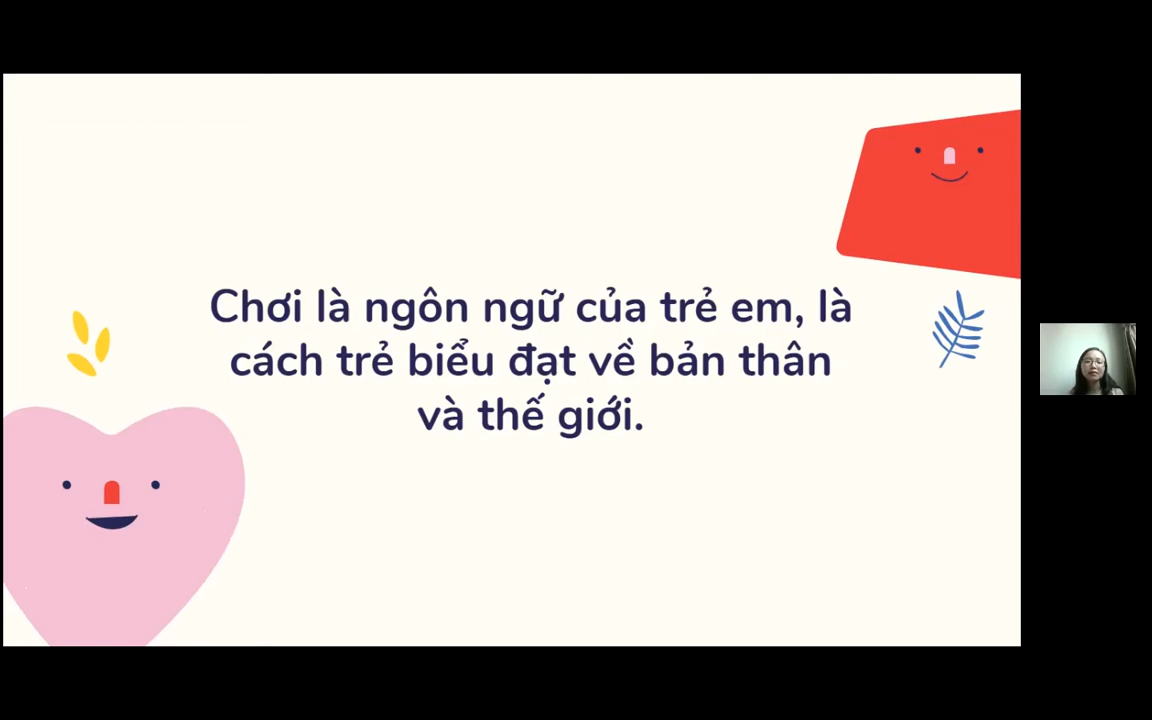 Chơi là ngôn ngữ của trẻ em, là
cách trẻ biểu đạt về bản thân
và thế giới.